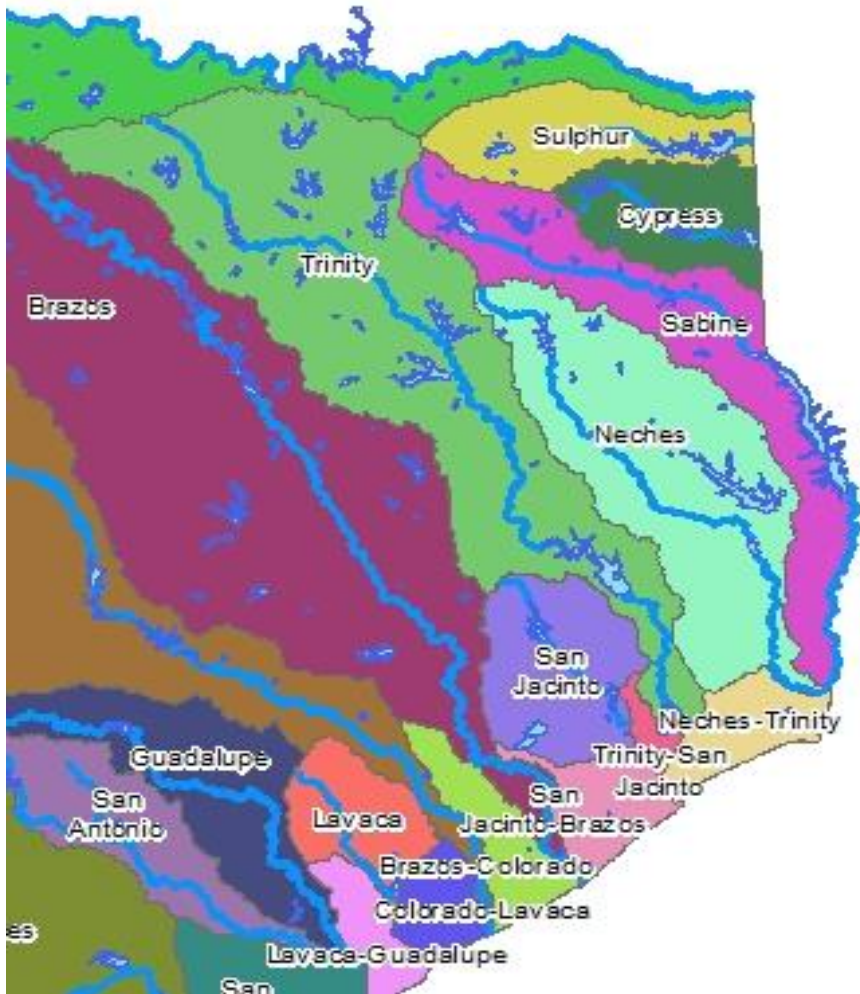 Sulphur
Cypress
Trinity
Brazos
Sabine
Neches
San
Jacinto
Neches-Trinity
Trinity-San
Jacinto
Guadalupe
San
Antonio
Lavaca
San
Jacinto-Brazos
Brazos-Colorado
Colorado-Lavaca
es
Lavaca-Guadalupe
San